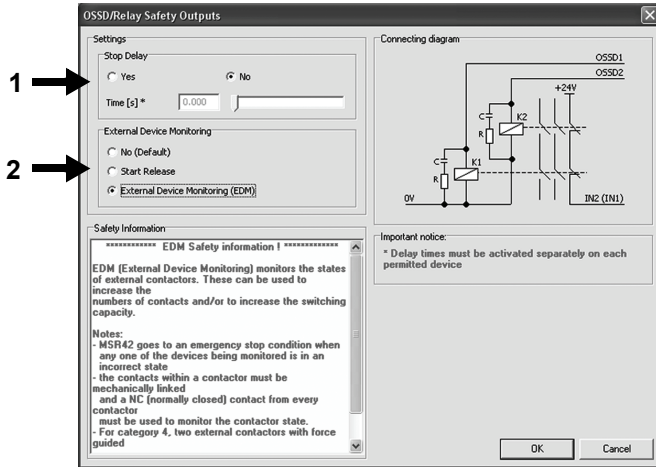 OSSD/Relay Safety Outputs
Settings
Stop Delay
1
Yes
No
Time [s] *
0.000
External Device Monitoring
2
No (Default)
Start Release
External Device Monitoring (EDM)
Safety Information
************ EDM Safety information ! *************
EDM (External Device Monitoring) monitors the states
of external contactors. These can be used to
increase the
numbers of contacts and/or to increase the switching
capacity.
Notes:
- MSR42 goes to an emergency stop condition when
any one of the devices being monitored is in an
incorrect state
- the contacts within a contactor must be
mechanically linked
and a NC (normally closed) contact from every
contactor
must be used to monitor the contactor state.
- For category 4, two external contactors with force
guided
Connecting diagram
OSSD1
OSSD2
+24V
C
K2
R
C
K1
R
0V
IN2 (IN1)
Important notice:
* Delay times must be activated separately on each
permitted device
OK
Cancel